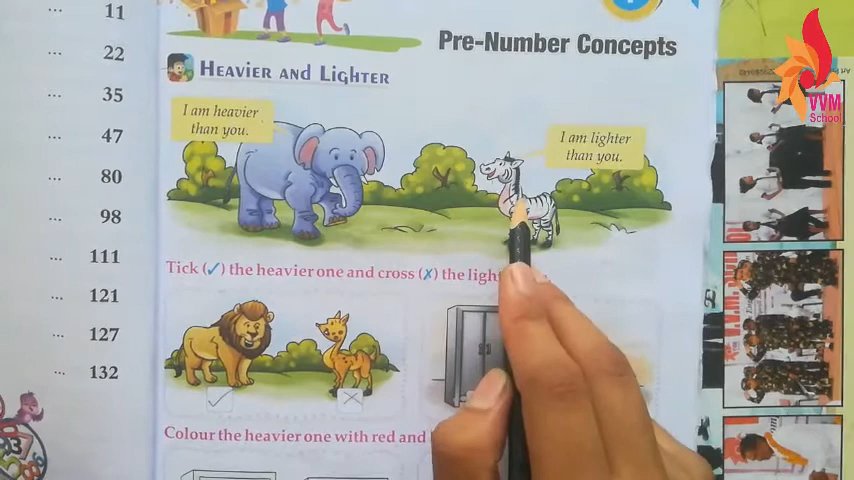 ... 11
... 22
... 35
... 47
... 80
... 98
... 111
... 121
... 127
... 132
Pre-Number Concepts
HEAVIER AND LIGHTER
I am heavier
than you.
I am lighter
than you.
Tick (✓) the heavier one and cross (✗) the
Colour the heavier one with red and
VVM
School